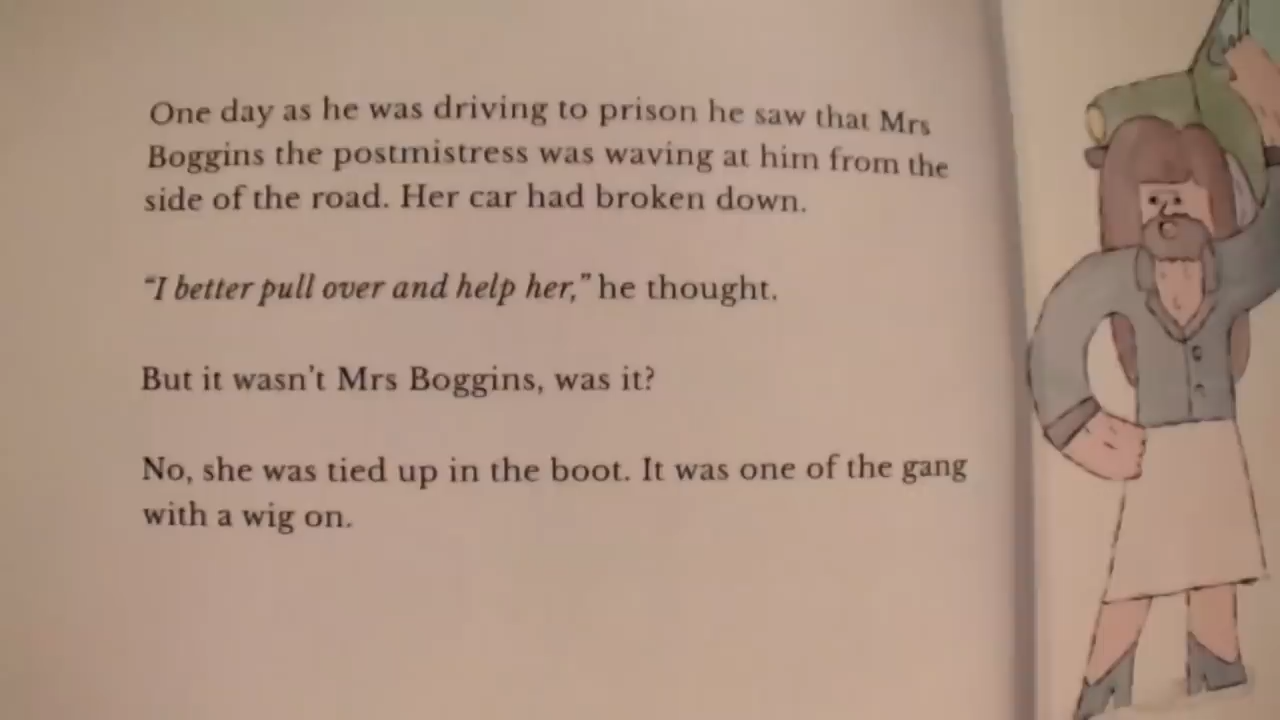 One day as he was driving to prison he saw that Mrs
Boggins the postmistress was waving at him from the
side of the road. Her car had broken down.
“I better pull over and help her,” he thought.
But it wasn't Mrs Boggins, was it?
No, she was tied up in the boot. It was one of the gang
with a wig on.